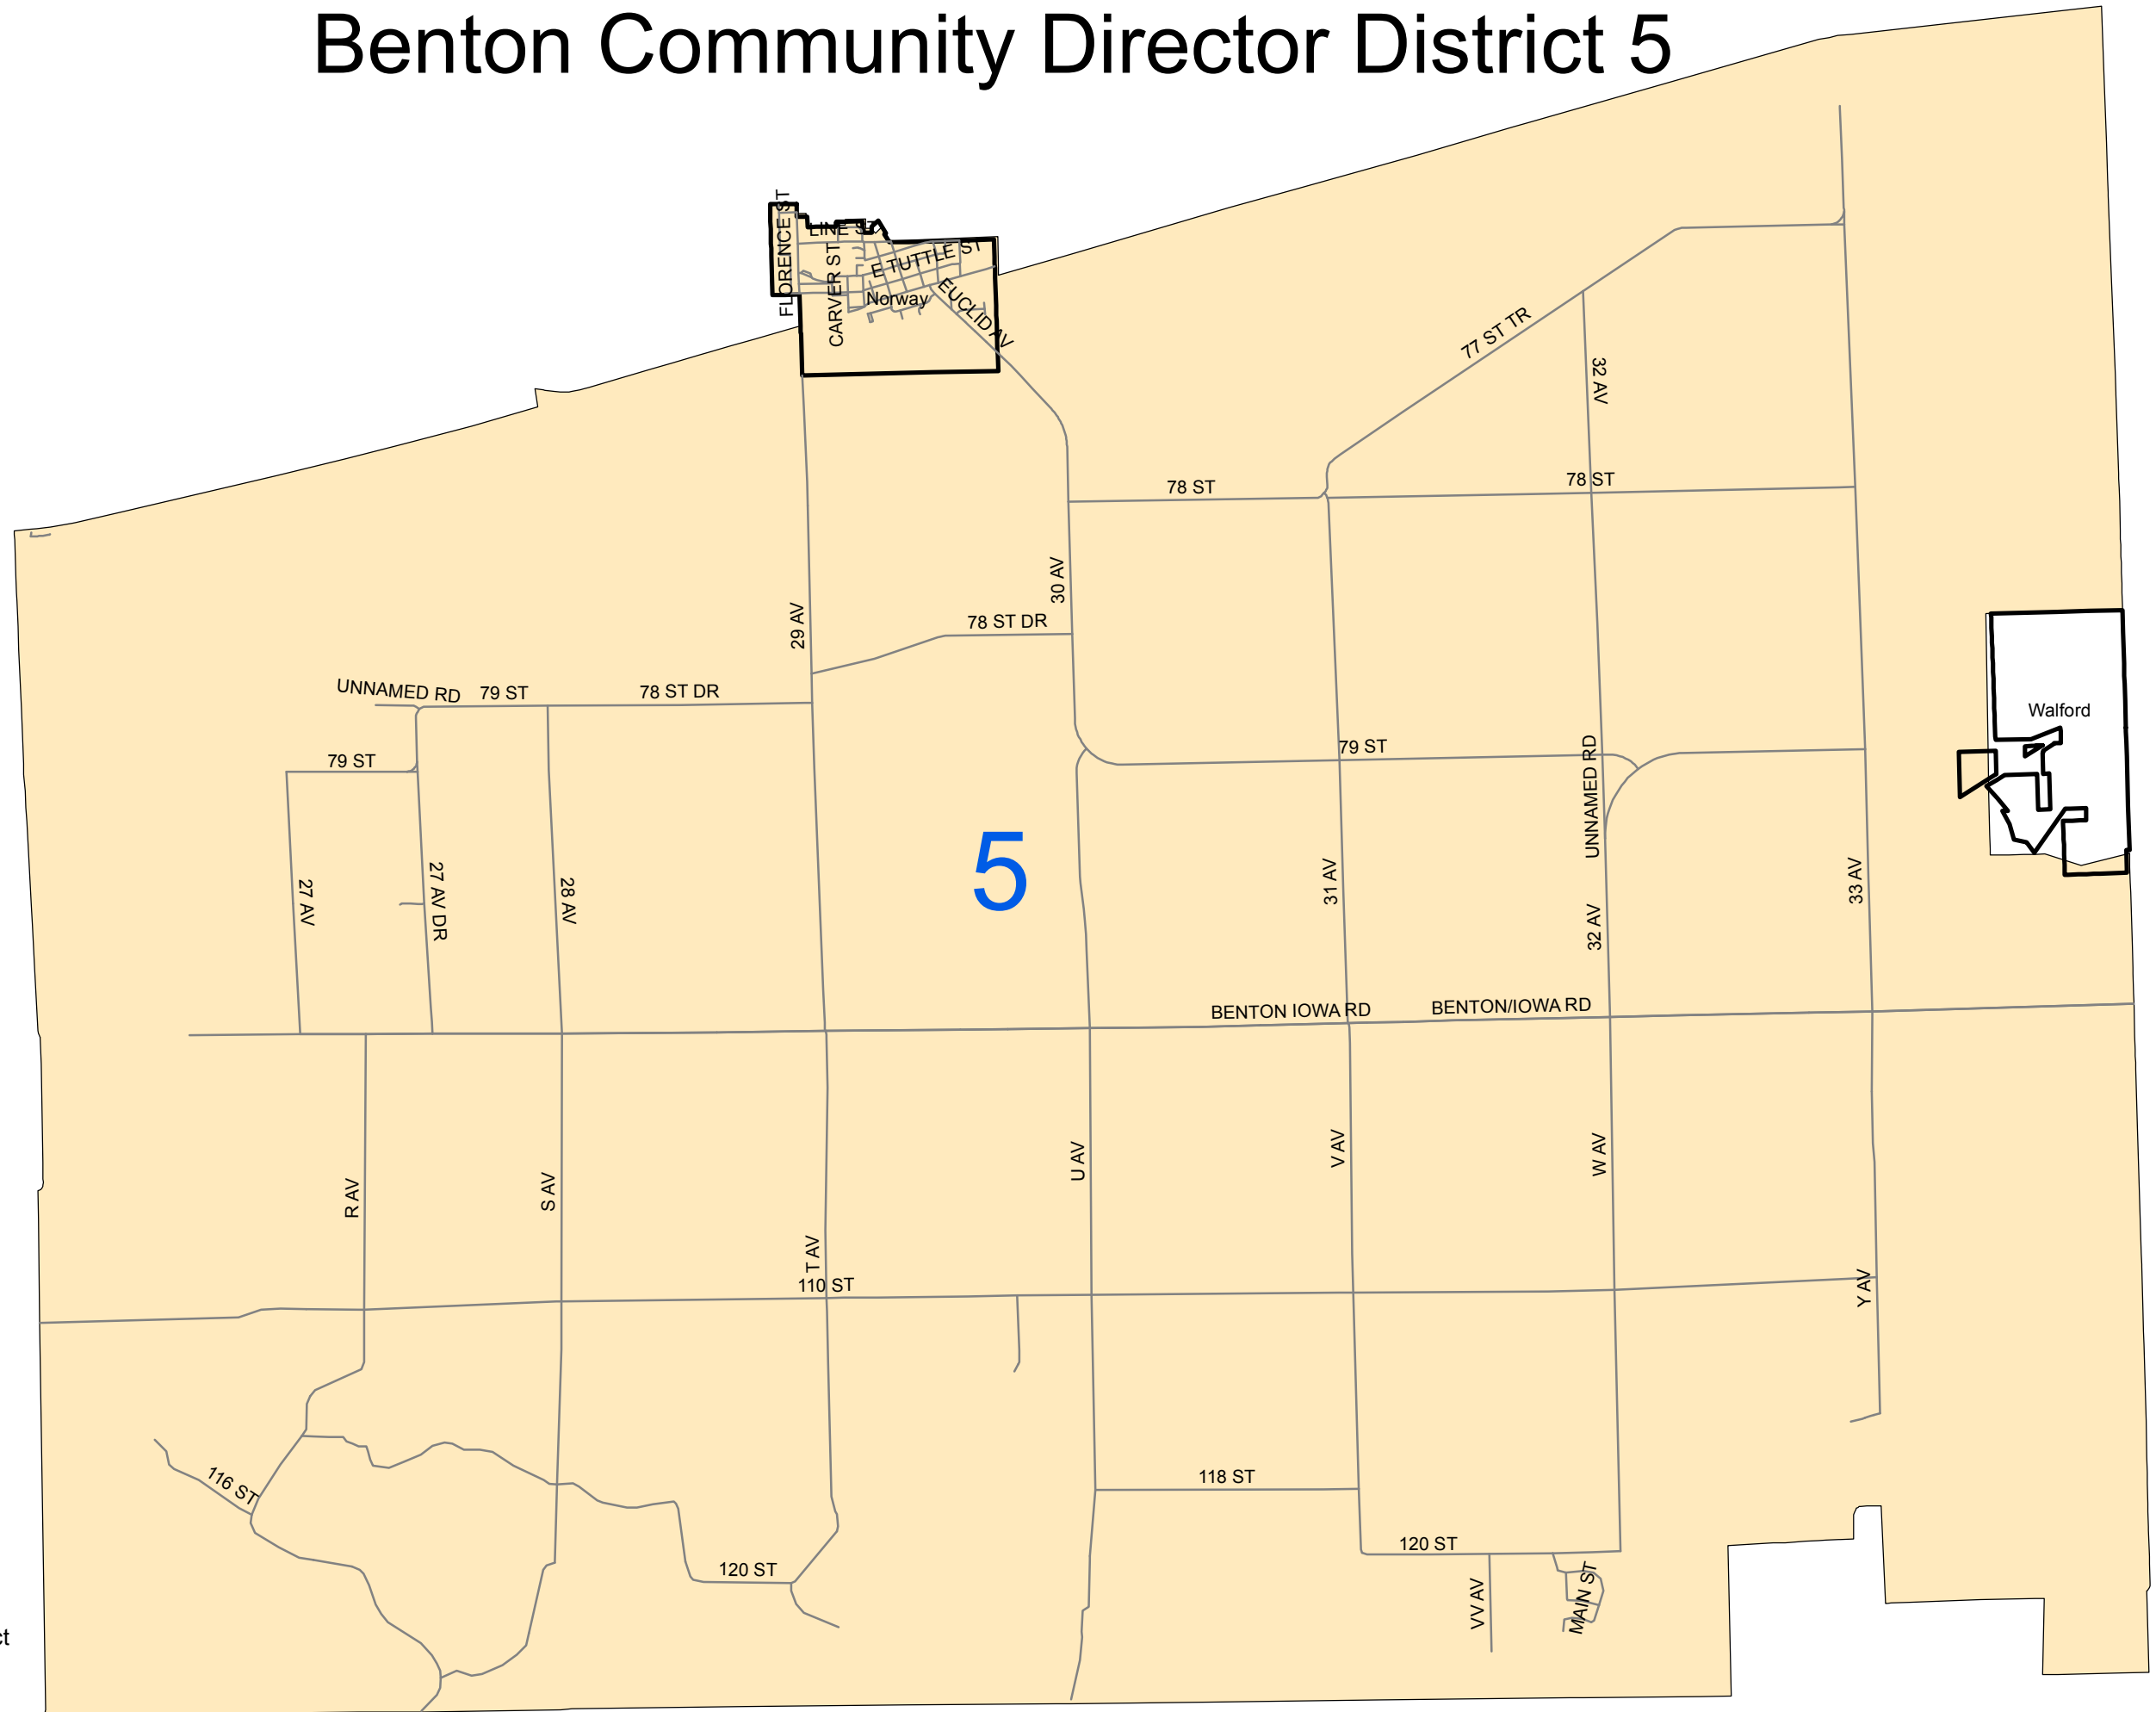 Benton Community Director District 5
FLORENCE ST
LINE ST
CARVER ST
E TUTTLE ST
Norway
EUCLID AV
77 ST TR
32 AV
78 ST
78 ST
30 AV
29 AV
78 ST DR
UNNAMED RD
79 ST
78 ST DR
Walford
79 ST
79 ST
UNNAMED RD
5
27 AV
27 AV DR
28 AV
31 AV
32 AV
33 AV
BENTON IOWA RD
BENTON/IOWA RD
R AV
S AV
T AV
U AV
V AV
W AV
Y AV
110 ST
116 ST
118 ST
120 ST
120 ST
VV AV
MAIN ST
ct